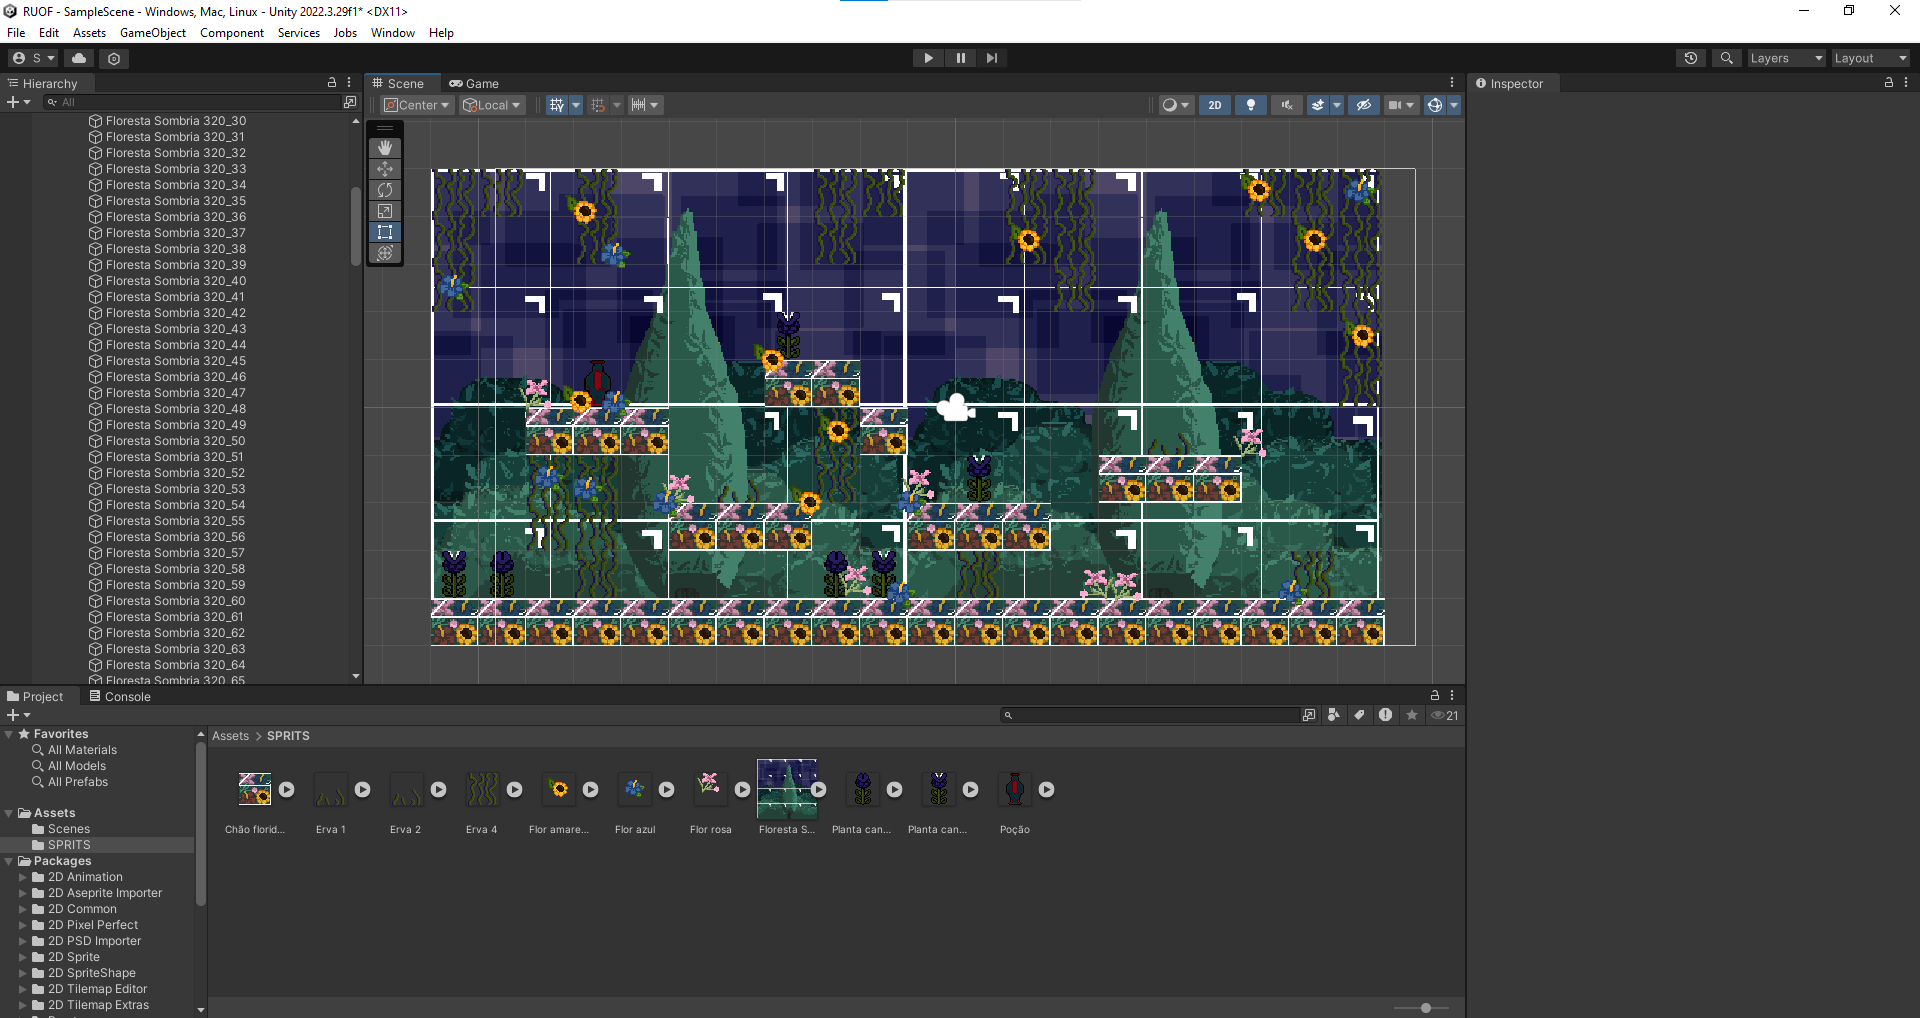 RUOF - SampleScene - Windows, Mac, Linux - Unity 2022.3.29f1* <DX11>
File Edit Assets GameObject Component Services Jobs Window Help
S Layers Layout
Hierarchy Scene Game Inspector
All Center Local 2D
Floresta Sombria 320_30
Floresta Sombria 320_31
Floresta Sombria 320_32
Floresta Sombria 320_33
Floresta Sombria 320_34
Floresta Sombria 320_35
Floresta Sombria 320_36
Floresta Sombria 320_37
Floresta Sombria 320_38
Floresta Sombria 320_39
Floresta Sombria 320_40
Floresta Sombria 320_41
Floresta Sombria 320_42
Floresta Sombria 320_43
Floresta Sombria 320_44
Floresta Sombria 320_45
Floresta Sombria 320_46
Floresta Sombria 320_47
Floresta Sombria 320_48
Floresta Sombria 320_49
Floresta Sombria 320_50
Floresta Sombria 320_51
Floresta Sombria 320_52
Floresta Sombria 320_53
Floresta Sombria 320_54
Floresta Sombria 320_55
Floresta Sombria 320_56
Floresta Sombria 320_57
Floresta Sombria 320_58
Floresta Sombria 320_59
Floresta Sombria 320_60
Floresta Sombria 320_61
Floresta Sombria 320_62
Floresta Sombria 320_63
Floresta Sombria 320_64
Floresta Sombria 320_65
Project Console
21
Favorites
All Materials
All Models
All Prefabs
Assets
Scenes
SPRITS
Packages
2D Animation
2D Aseprite Importer
2D Common
2D Pixel Perfect
2D PSD Importer
2D Sprite
2D SpriteShape
2D Tilemap Editor
2D Tilemap Extras
Assets > SPRITS
Chão florid... Erva 1 Erva 2 Erva 4 Flor amare... Flor azul Flor rosa Floresta S... Planta can... Planta can... Poção